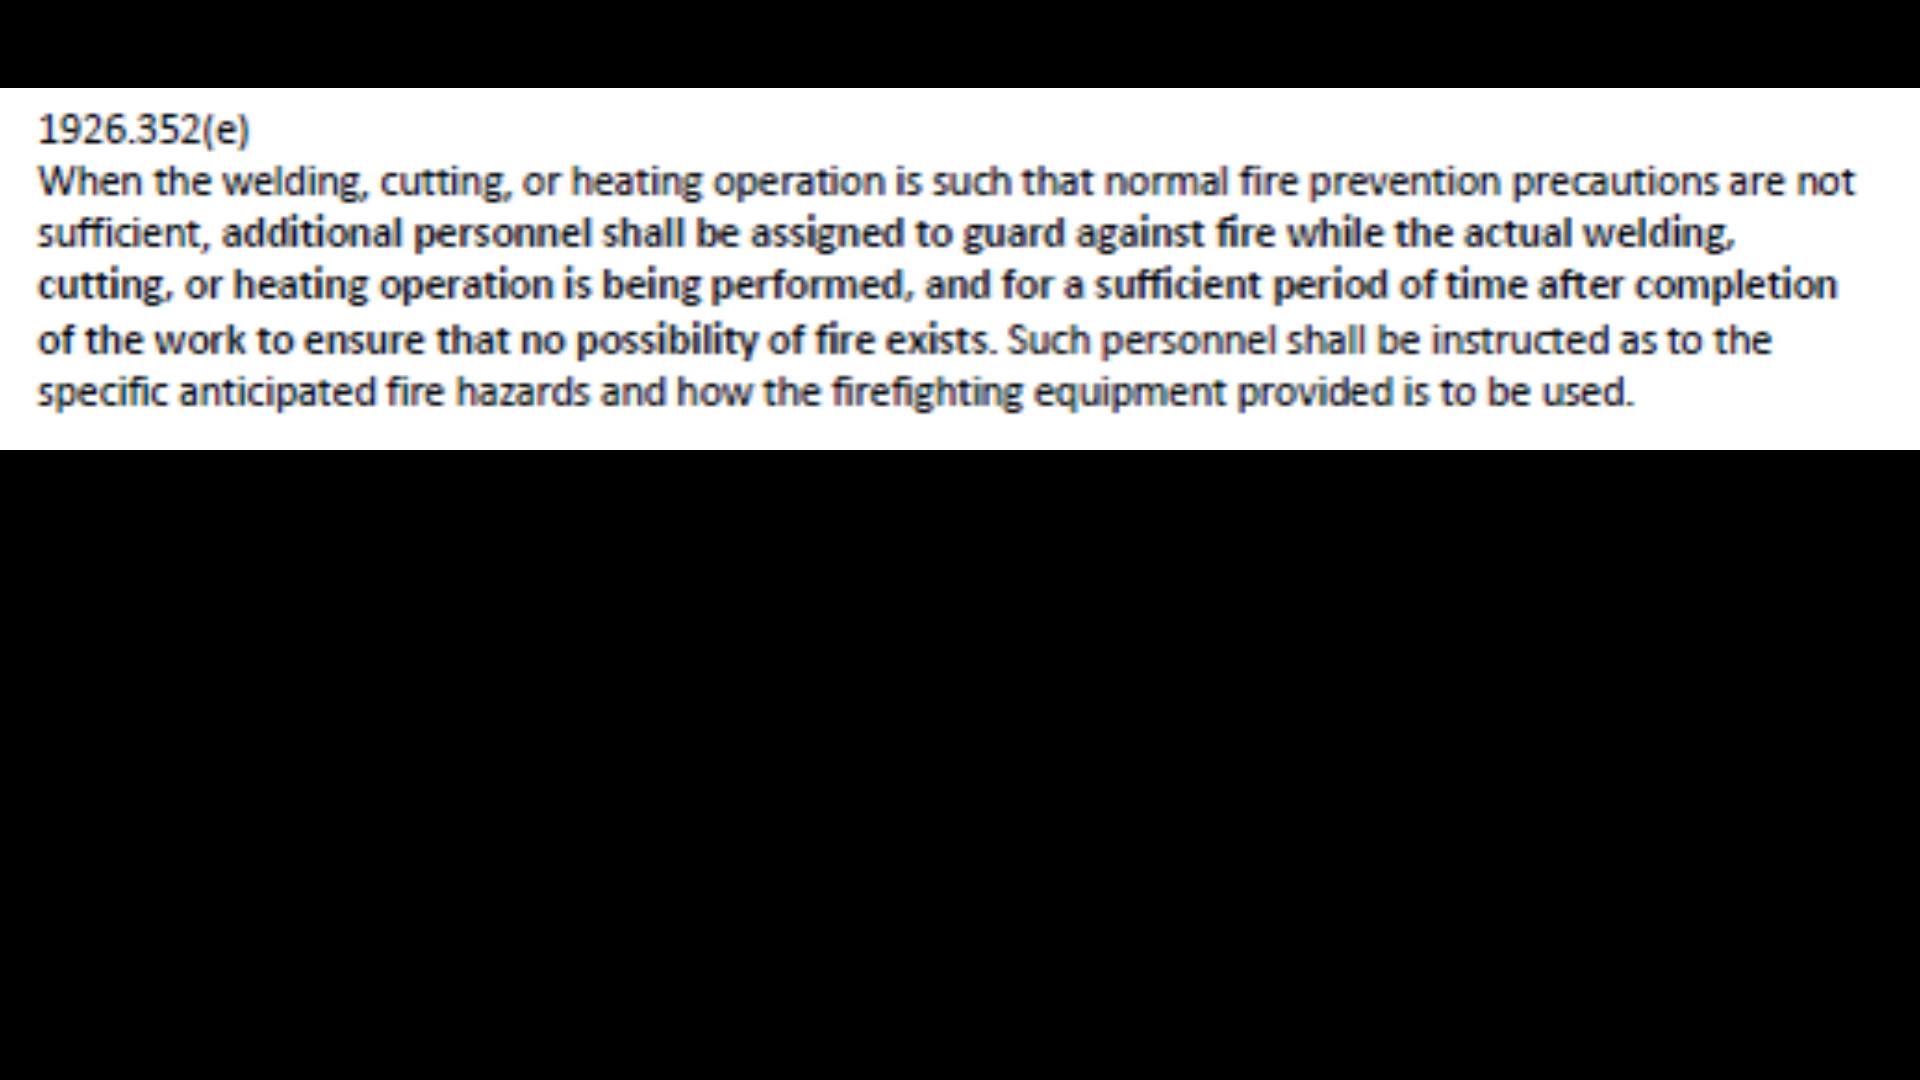 1926.352(e)
When the welding, cutting, or heating operation is such that normal fire prevention precautions are not
sufficient, additional personnel shall be assigned to guard against fire while the actual welding,
cutting, or heating operation is being performed, and for a sufficient period of time after completion
of the work to ensure that no possibility of fire exists. Such personnel shall be instructed as to the
specific anticipated fire hazards and how the firefighting equipment provided is to be used.